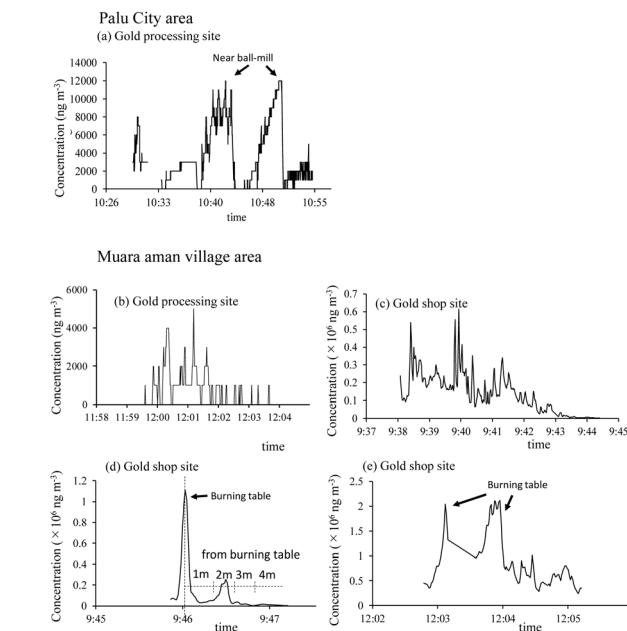 Palu City area
(a) Gold processing site
Near ball-mill
Concentration (ng m-3)
14000
12000
10000
8000
6000
4000
2000
0
10:26 10:33 10:40 10:48 10:55
time
Muara aman village area
(b) Gold processing site
Concentration (ng m-3)
6000
4000
2000
0
11:58 11:59 12:00 12:01 12:02 12:03 12:04
time
(c) Gold shop site
Concentration ( × 10⁶ ng m-3)
0.7
0.6
0.5
0.4
0.3
0.2
0.1
0
9:37 9:38 9:39 9:40 9:41 9:42 9:43 9:44 9:45
time
(d) Gold shop site
Concentration ( × 10⁶ ng m-3)
1.2
1
0.8
0.6
0.4
0.2
0
Burning table
from burning table
1m 2m 3m 4m
9:45 9:46 9:47
time
(e) Gold shop site
Concentration ( × 10⁶ ng m-3)
2.5
2
1.5
1
0.5
0
Burning table
12:02 12:03 12:04 12:05
time